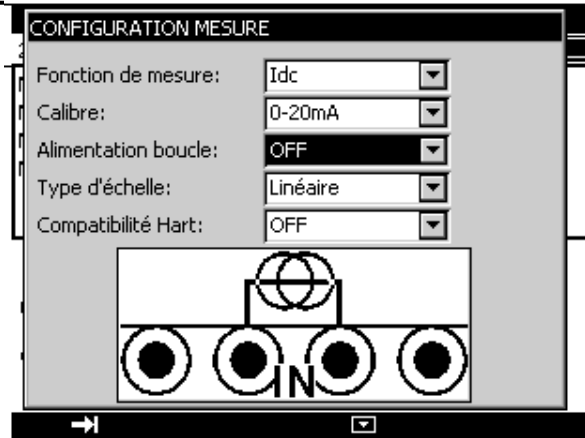 CONFIGURATION MESURE
Fonction de mesure: Idc
Calibre: 0-20mA
Alimentation boucle: OFF
Type d'échelle: Linéaire
Compatibilité Hart: OFF
IN